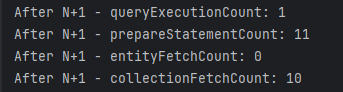 After N+1 - queryExecutionCount: 1
After N+1 - prepareStatementCount: 11
After N+1 - entityFetchCount: 0
After N+1 - collectionFetchCount: 10